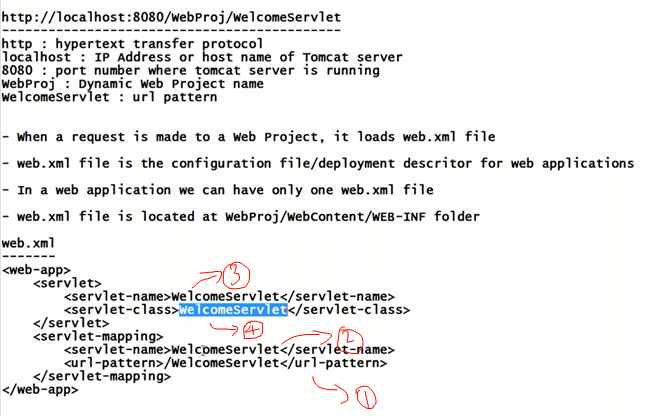 http://localhost:8080/WebProj/WelcomeServlet
--------------------------------------------
http : hypertext transfer protocol
localhost : IP Address or host name of Tomcat server
8080 : port number where tomcat server is running
WebProj : Dynamic Web Project name
WelcomeServlet : url pattern
- When a request is made to a Web Project, it loads web.xml file
- web.xml file is the configuration file/deployment descritor for web applications
- In a web application we can have only one web.xml file
- web.xml file is located at WebProj/WebContent/WEB-INF folder
web.xml
-------
<web-app>
<servlet>
3
<servlet-name>WelcomeServlet</servlet-name>
<servlet-class>WelcomeServlet</servlet-class>
</servlet>
4
<servlet-mapping>
<servlet-name>WelcomeServlet</servlet-name>
2
<url-pattern>/WelcomeServlet</url-pattern>
</servlet-mapping>
1
</web-app>